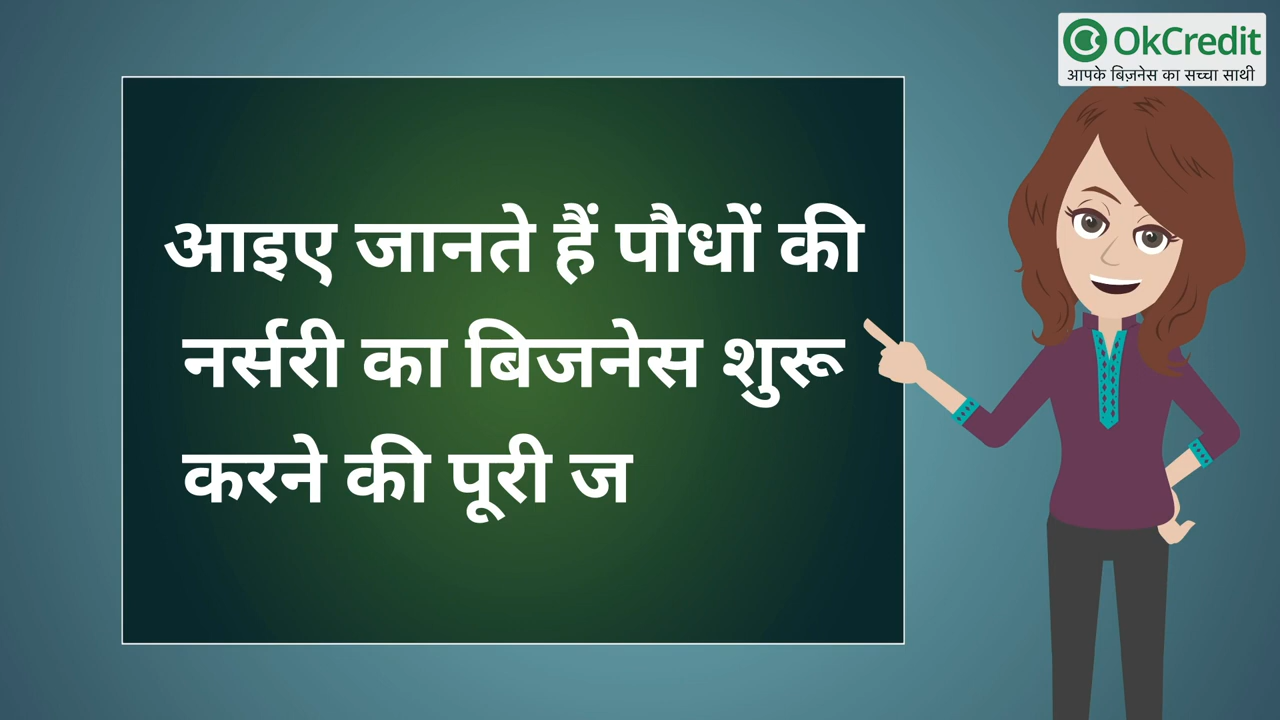 OkCredit
आपके बिज़नेस का सच्चा साथी
आइए जानते हैं पौधों की
नर्सरी का बिजनेस शुरू
करने की पूरी ज